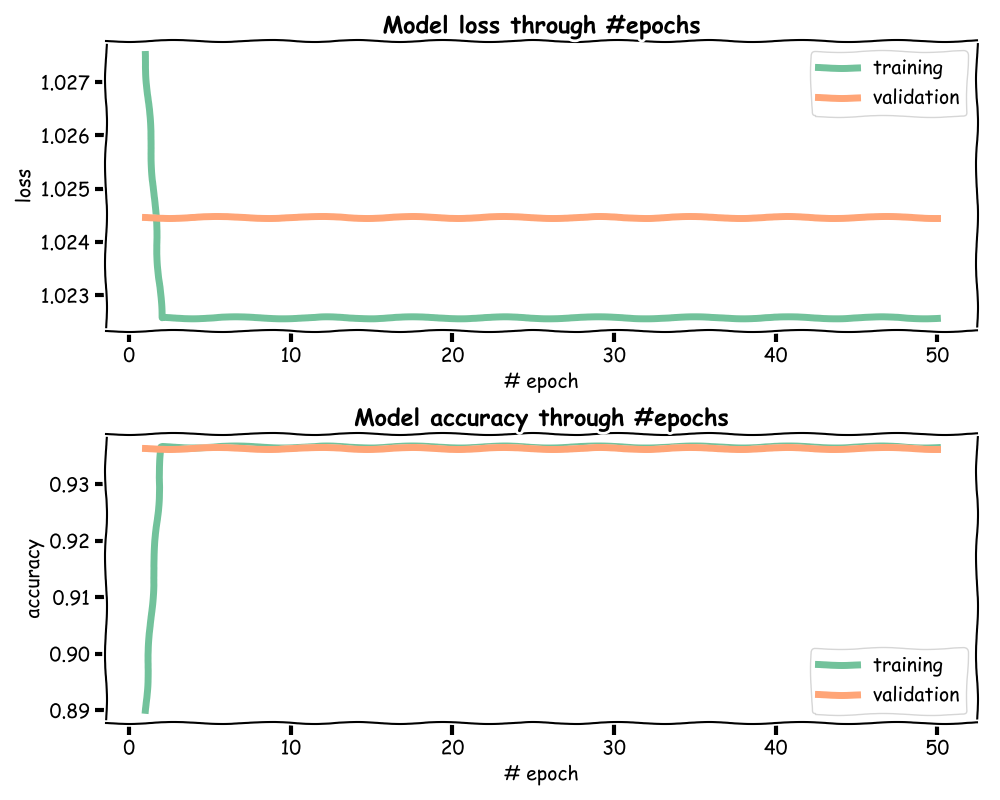 Model loss through #epochs
training
validation
1.027
1.026
1.025
1.024
1.023
loss
0 10 20 30 40 50
# epoch
Model accuracy through #epochs
0.93
0.92
0.91
0.90
0.89
accuracy
training
validation
0 10 20 30 40 50
# epoch